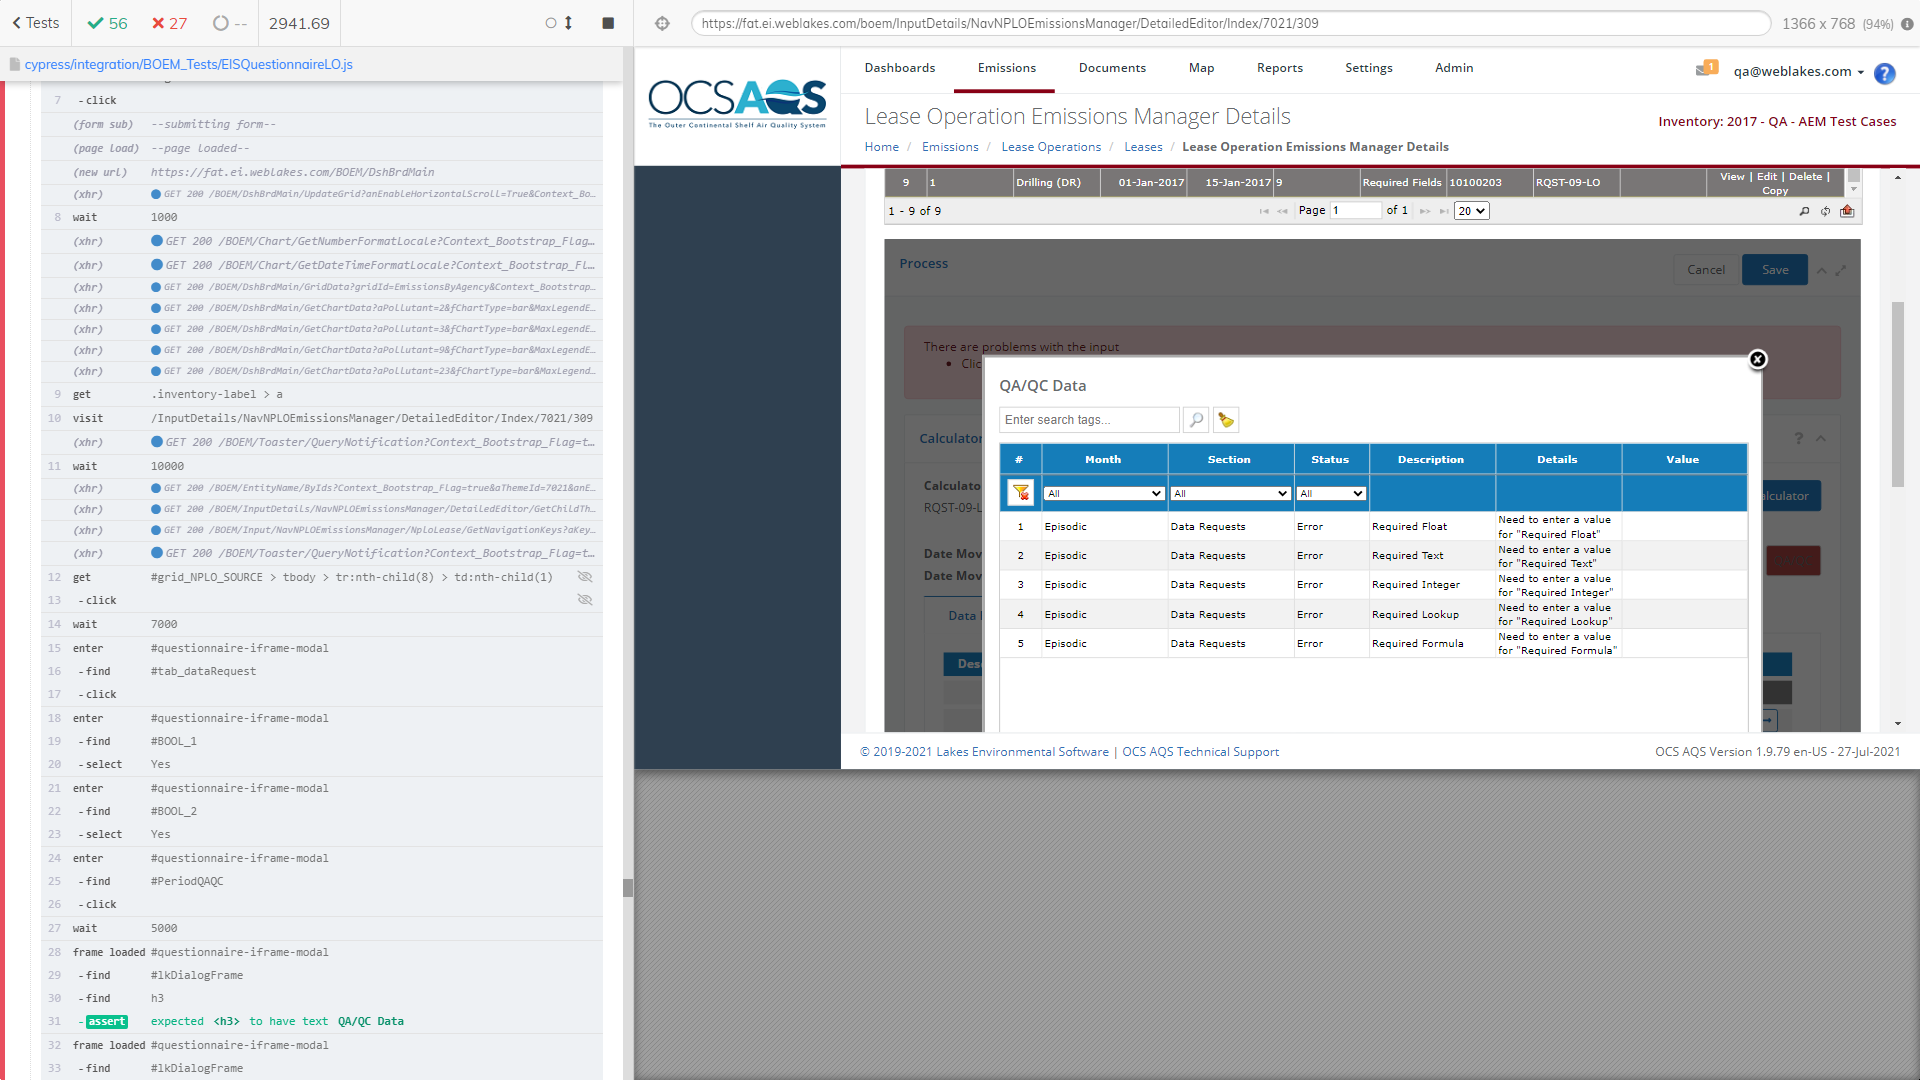 Tests
56
27
--
2941.69
cypress/integration/BOEM_Tests/EISQuestionnaireLO.js
7 -click
(form sub) --submitting form--
(page load) --page loaded--
(new url) https://fat.ei.weblakes.com/BOEM/DshBrdMain
(xhr) GET 200 /BOEM/DshBrdMain/UpdateGrid?anEnableHorizontalScroll=True&Context_Bo…
8 wait 1000
(xhr) GET 200 /BOEM/Chart/GetNumberFormatLocale?Context_Bootstrap_Flag…
(xhr) GET 200 /BOEM/Chart/GetDateTimeFormatLocale?Context_Bootstrap_Fl…
(xhr) GET 200 /BOEM/DshBrdMain/GridData?gridId=EmissionsByAgency&Context_Bootstrap…
(xhr) GET 200 /BOEM/DshBrdMain/GetChartData?aPollutant=2&fChartType=bar&MaxLegendE…
(xhr) GET 200 /BOEM/DshBrdMain/GetChartData?aPollutant=3&fChartType=bar&MaxLegendE…
(xhr) GET 200 /BOEM/DshBrdMain/GetChartData?aPollutant=9&fChartType=bar&MaxLegendE…
(xhr) GET 200 /BOEM/DshBrdMain/GetChartData?aPollutant=23&fChartType=bar&MaxLegend…
9 get .inventory-label > a
10 visit /InputDetails/NavNPLOEmissionsManager/DetailedEditor/Index/7021/309
(xhr) GET 200 /BOEM/Toaster/QueryNotification?Context_Bootstrap_Flag=t…
11 wait 10000
(xhr) GET 200 /BOEM/EntityName/ByIds?Context_Bootstrap_Flag=true&aThemeId=7021&anE…
(xhr) GET 200 /BOEM/InputDetails/NavNPLOEmissionsManager/DetailedEditor/GetChildTh…
(xhr) GET 200 /BOEM/Input/NavNPLOEmissionsManager/NpLoLease/GetNavigationKeys?aKey…
(xhr) GET 200 /BOEM/Toaster/QueryNotification?Context_Bootstrap_Flag=t…
12 get #grid_NPLO_SOURCE > tbody > tr:nth-child(8) > td:nth-child(1)
13 -click
14 wait 7000
15 enter #questionnaire-iframe-modal
16 -find #tab_dataRequest
17 -click
18 enter #questionnaire-iframe-modal
19 -find #BOOL_1
20 -select Yes
21 enter #questionnaire-iframe-modal
22 -find #BOOL_2
23 -select Yes
24 enter #questionnaire-iframe-modal
25 -find #PeriodQAQC
26 -click
27 wait 5000
28 frame loaded #questionnaire-iframe-modal
29 -find #lkDialogFrame
30 -find h3
31 -assert expected <h3> to have text QA/QC Data
32 frame loaded #questionnaire-iframe-modal
33 -find #lkDialogFrame
https://fat.ei.weblakes.com/boem/InputDetails/NavNPLOEmissionsManager/DetailedEditor/Index/7021/309
1366 x 768 (94%)
OCSAQS
The Outer Continental Shelf Air Quality System
Dashboards Emissions Documents Map Reports Settings Admin
1
qa@weblakes.com
?
Lease Operation Emissions Manager Details
Inventory: 2017 - QA - AEM Test Cases
Home / Emissions / Lease Operations / Leases / Lease Operation Emissions Manager Details
9 1 Drilling (DR) 01-Jan-2017 15-Jan-2017 9 Required Fields 10100203 RQST-09-LO View | Edit | Delete | Copy
1 - 9 of 9
Page 1 of 1
20
Process
Cancel
Save
There are problems with the input
Clic
Calculator
?
Calculato
RQST-09-L
lculator
Date Mov
Date Mov
Data
Des
QA/QC Data
Enter search tags...
# Month Section Status Description Details Value
All All All
1 Episodic Data Requests Error Required Float Need to enter a value for "Required Float"
2 Episodic Data Requests Error Required Text Need to enter a value for "Required Text"
3 Episodic Data Requests Error Required Integer Need to enter a value for "Required Integer"
4 Episodic Data Requests Error Required Lookup Need to enter a value for "Required Lookup"
5 Episodic Data Requests Error Required Formula Need to enter a value for "Required Formula"
© 2019-2021 Lakes Environmental Software | OCS AQS Technical Support
OCS AQS Version 1.9.79 en-US - 27-Jul-2021